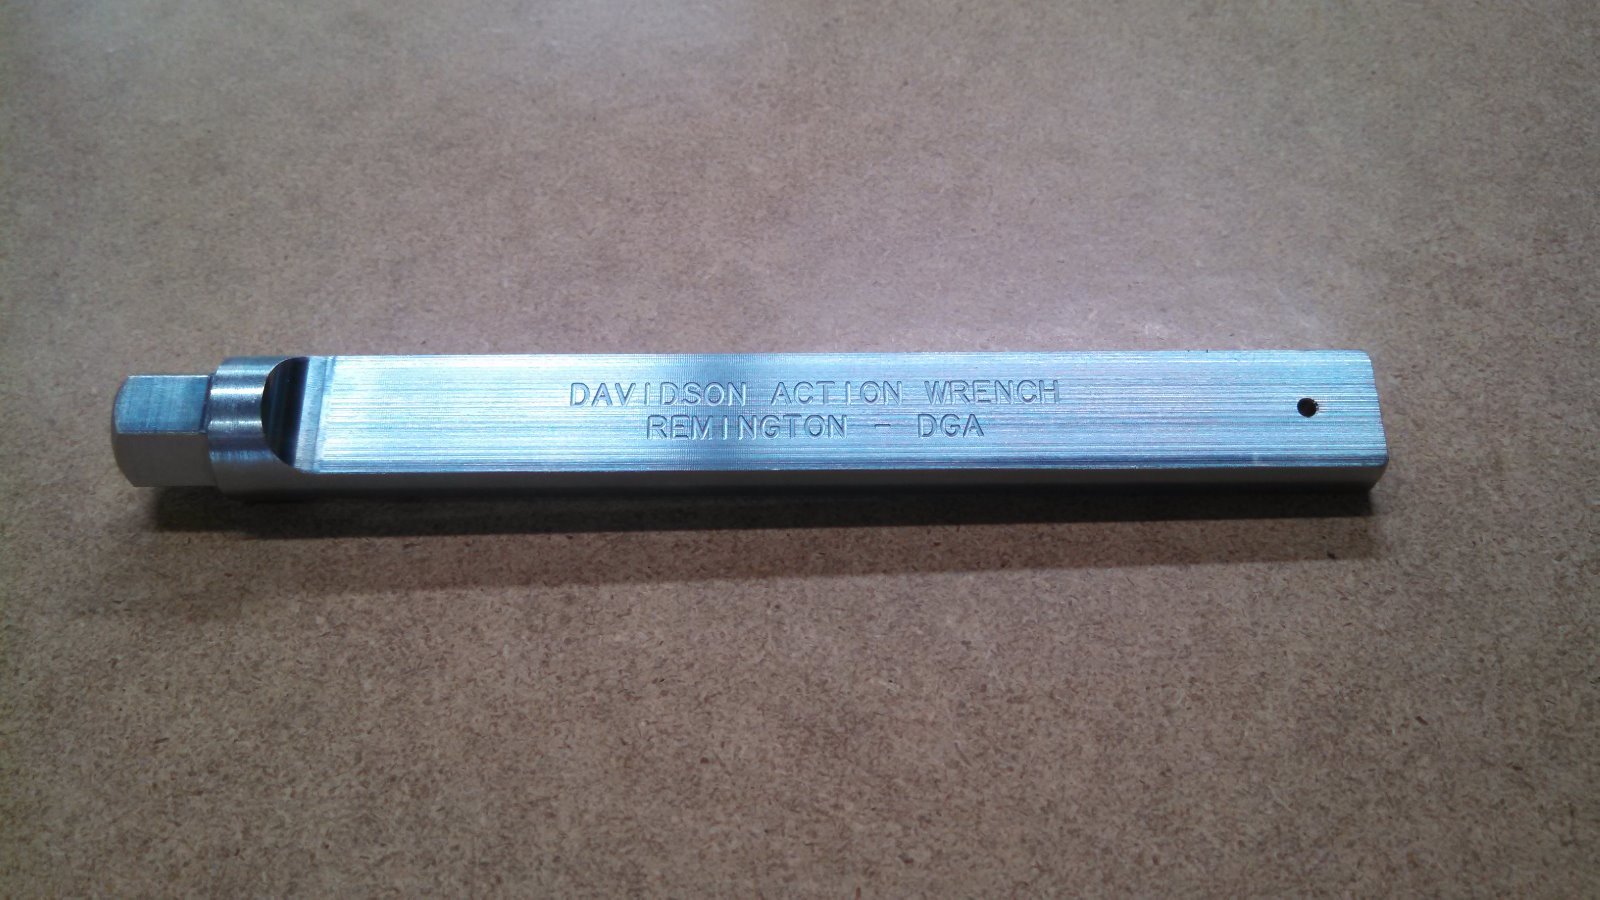 DAVIDSON ACTION WRENCH
REMINGTON - DGA